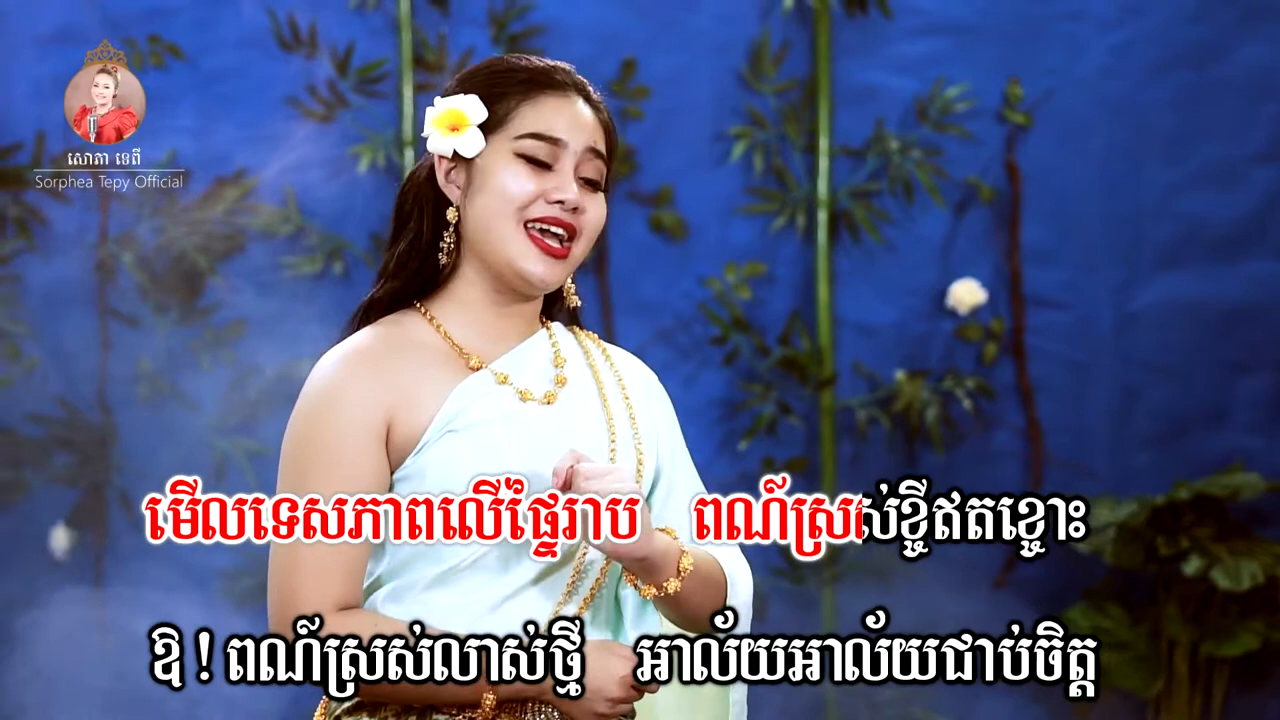 សោភា ទេពី
Sorphea Tepy Official
មើលទេសភាពលើផ្ទៃរាប ពណ៍ស្រស់ខ្ចីឥតខ្ចោះ
ឱ ! ពណ៍ស្រស់លាស់ថ្មី អាល័យអាល័យជាប់ចិត្ត